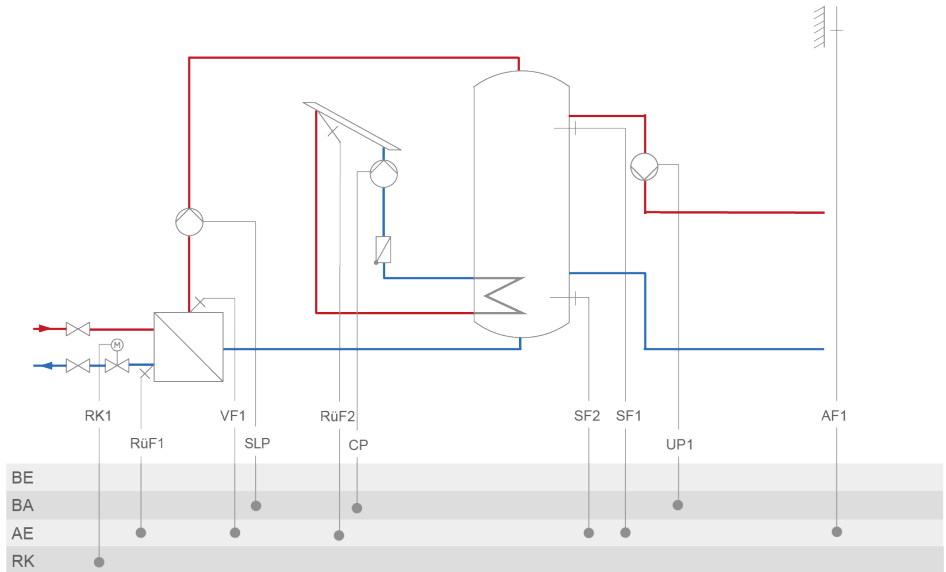 M
RK1
VF1
RüF2
SF2
SF1
AF1
RüF1
SLP
CP
UP1
BE
BA
AE
RK